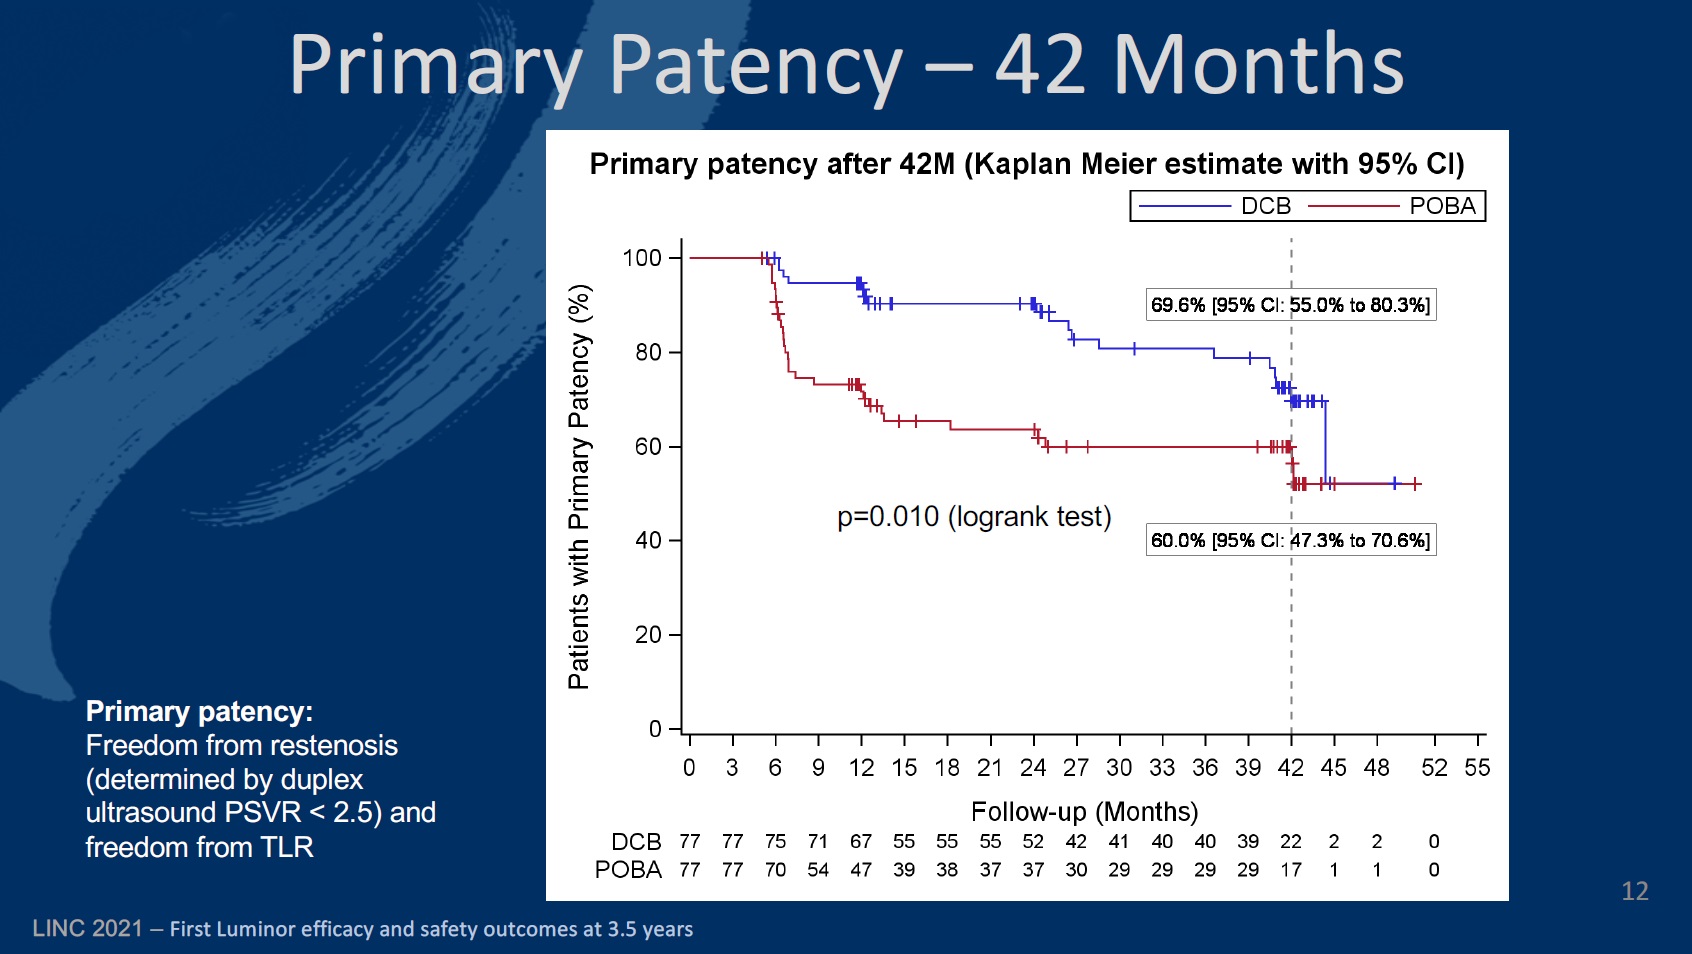 Primary Patency – 42 Months
Primary patency after 42M (Kaplan Meier estimate with 95% CI)
DCB POBA
Patients with Primary Patency (%)
100
80
60
40
20
0
69.6% [95% CI: 55.0% to 80.3%]
p=0.010 (logrank test)
60.0% [95% CI: 47.3% to 70.6%]
0 3 6 9 12 15 18 21 24 27 30 33 36 39 42 45 48 52 55
Follow-up (Months)
DCB 77 77 75 71 67 55 55 55 52 42 41 40 40 39 22 2 2 0
POBA 77 77 70 54 47 39 38 37 37 30 29 29 29 29 17 1 1 0
Primary patency:
Freedom from restenosis
(determined by duplex
ultrasound PSVR < 2.5) and
freedom from TLR
12
LINC 2021 – First Luminor efficacy and safety outcomes at 3.5 years